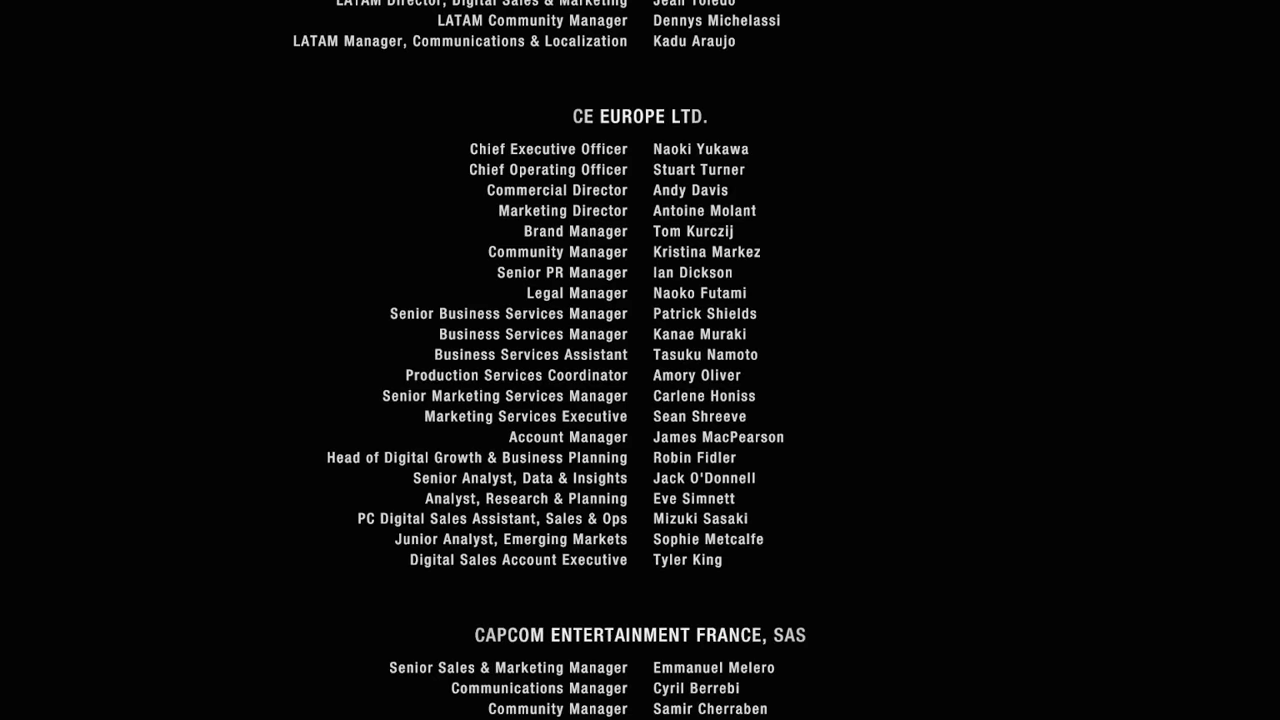 LATAM Director, Digital Sales & Marketing Jean Toledo
LATAM Community Manager Dennys Michelassi
LATAM Manager, Communications & Localization Kadu Araujo
CE EUROPE LTD.
Chief Executive Officer Naoki Yukawa
Chief Operating Officer Stuart Turner
Commercial Director Andy Davis
Marketing Director Antoine Molant
Brand Manager Tom Kurczij
Community Manager Kristina Markez
Senior PR Manager Ian Dickson
Legal Manager Naoko Futami
Senior Business Services Manager Patrick Shields
Business Services Manager Kanae Muraki
Business Services Assistant Tasuku Namoto
Production Services Coordinator Amory Oliver
Senior Marketing Services Manager Carlene Honiss
Marketing Services Executive Sean Shreeve
Account Manager James MacPearson
Head of Digital Growth & Business Planning Robin Fidler
Senior Analyst, Data & Insights Jack O'Donnell
Analyst, Research & Planning Eve Simnett
PC Digital Sales Assistant, Sales & Ops Mizuki Sasaki
Junior Analyst, Emerging Markets Sophie Metcalfe
Digital Sales Account Executive Tyler King
CAPCOM ENTERTAINMENT FRANCE, SAS
Senior Sales & Marketing Manager Emmanuel Melero
Communications Manager Cyril Berrebi
Community Manager Samir Cherraben